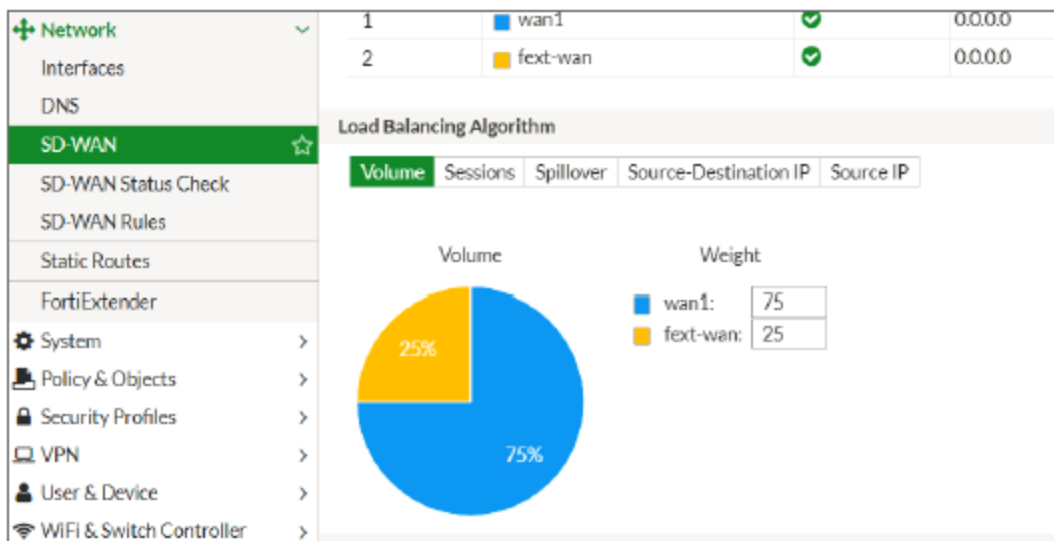 Network
Interfaces
DNS
SD-WAN
SD-WAN Status Check
SD-WAN Rules
Static Routes
FortiExtender
System
Policy & Objects
Security Profiles
VPN
User & Device
WiFi & Switch Controller
1 wan1 0.0.0.0
2 fext-wan 0.0.0.0
Load Balancing Algorithm
Volume Sessions Spillover Source-Destination IP Source IP
Volume
25%
75%
Weight
wan1: 75
fext-wan: 25